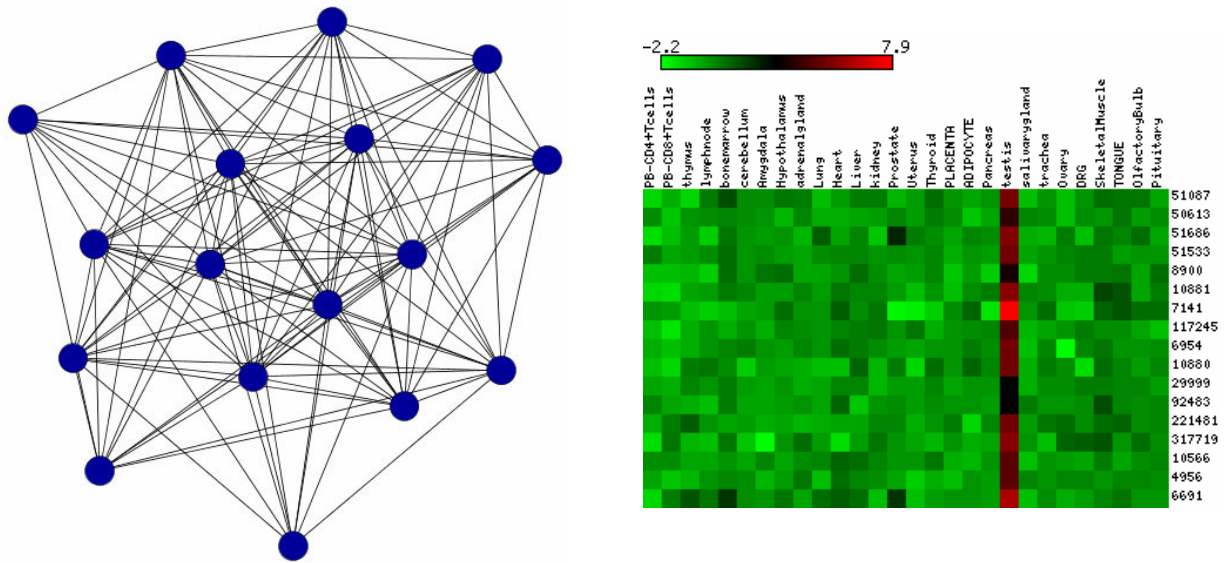 -2.2 7.9
PB-CD4+Tcells
PB-CD8+Tcells
thymus
lymphnode
bonemarrow
cerebellum
Amygdala
Hypothalamus
adrenalgland
Lung
Heart
Liver
kidney
Prostate
Uterus
Thyroid
PLACENTA
ADIPOCYTE
Pancreas
testis
salivarygland
trachea
Ovary
DRG
SkeletalMuscle
TONGUE
OlfactoryBulb
Pituitary
51087
50613
51686
51533
8900
10881
7141
117245
6954
10880
29999
92483
221481
317719
10566
4956
6691